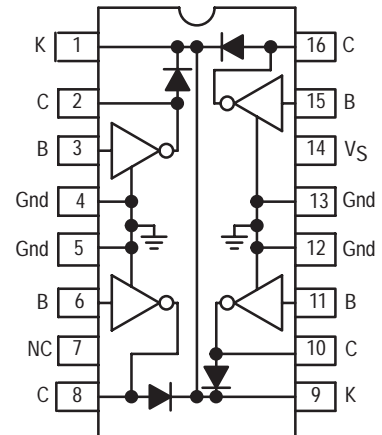 K 1
16 C
C 2
B 3
15 B
14 VS
Gnd 4
13 Gnd
Gnd 5
12 Gnd
B 6
11 B
NC 7
10 C
C 8
9 K